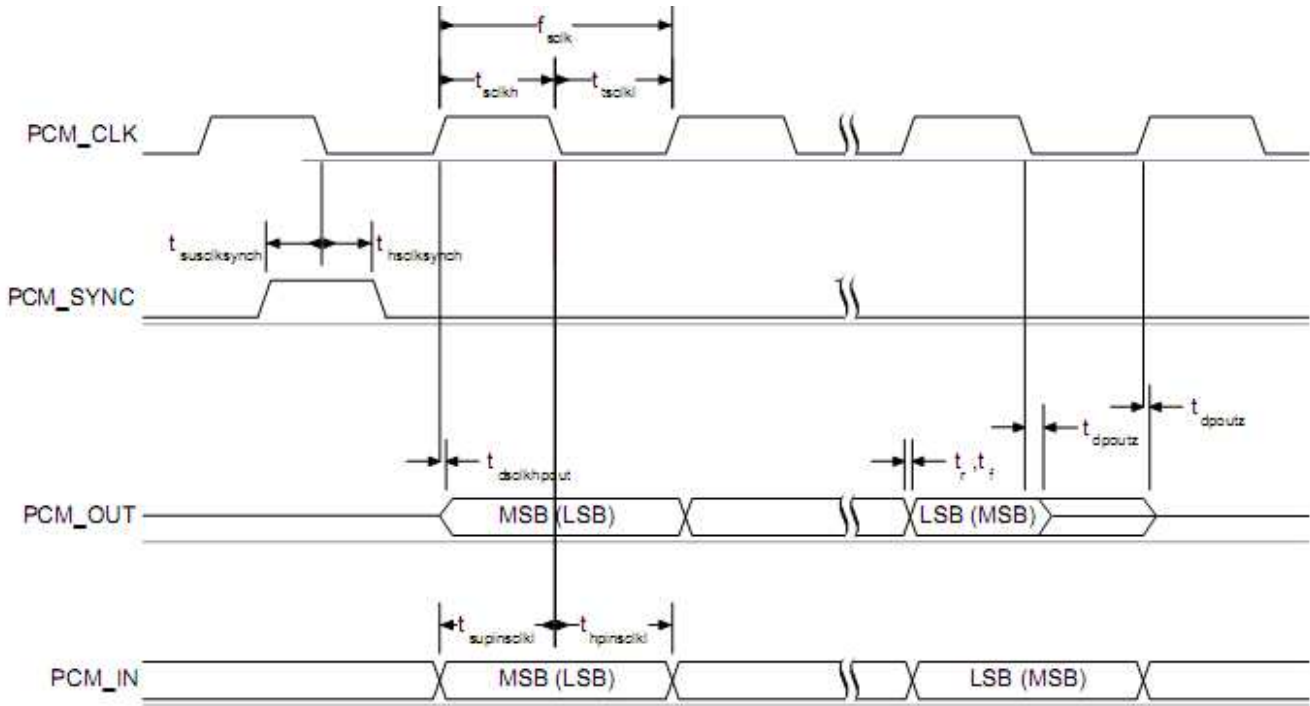 f sclk
t sclkh
t tsclkl
PCM_CLK
t susclksynch
t hsclksynch
PCM_SYNC
t dpoutz
t dpoutz
t dsclkhpout
t r ,t f
PCM_OUT
MSB (LSB)
LSB (MSB)
t supinsclkl
t hpinsclkl
PCM_IN
MSB (LSB)
LSB (MSB)